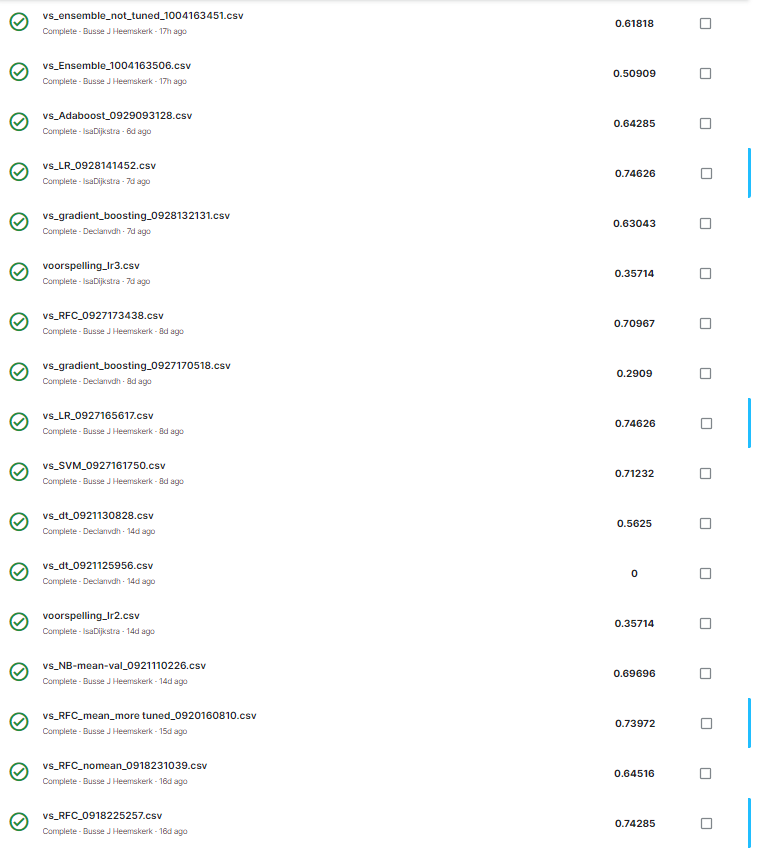 vs_ensemble_not_tuned_1004163451.csv
Complete · Busse J Heemskerk · 17h ago
0.61818
vs_Ensemble_1004163506.csv
Complete · Busse J Heemskerk · 17h ago
0.50909
vs_Adaboost_0929093128.csv
Complete · IsaDijkstra · 6d ago
0.64285
vs_LR_0928141452.csv
Complete · IsaDijkstra · 7d ago
0.74626
vs_gradient_boosting_0928132131.csv
Complete · Declanvdh · 7d ago
0.63043
voorspelling_lr3.csv
Complete · IsaDijkstra · 7d ago
0.35714
vs_RFC_0927173438.csv
Complete · Busse J Heemskerk · 8d ago
0.70967
vs_gradient_boosting_0927170518.csv
Complete · Declanvdh · 8d ago
0.2909
vs_LR_0927165617.csv
Complete · Busse J Heemskerk · 8d ago
0.74626
vs_SVM_0927161750.csv
Complete · Busse J Heemskerk · 8d ago
0.71232
vs_dt_0921130828.csv
Complete · Declanvdh · 14d ago
0.5625
vs_dt_0921125956.csv
Complete · Declanvdh · 14d ago
0
voorspelling_lr2.csv
Complete · IsaDijkstra · 14d ago
0.35714
vs_NB-mean-val_0921110226.csv
Complete · Busse J Heemskerk · 14d ago
0.69696
vs_RFC_mean_more tuned_0920160810.csv
Complete · Busse J Heemskerk · 15d ago
0.73972
vs_RFC_nomean_0918231039.csv
Complete · Busse J Heemskerk · 16d ago
0.64516
vs_RFC_0918225257.csv
Complete · Busse J Heemskerk · 16d ago
0.74285